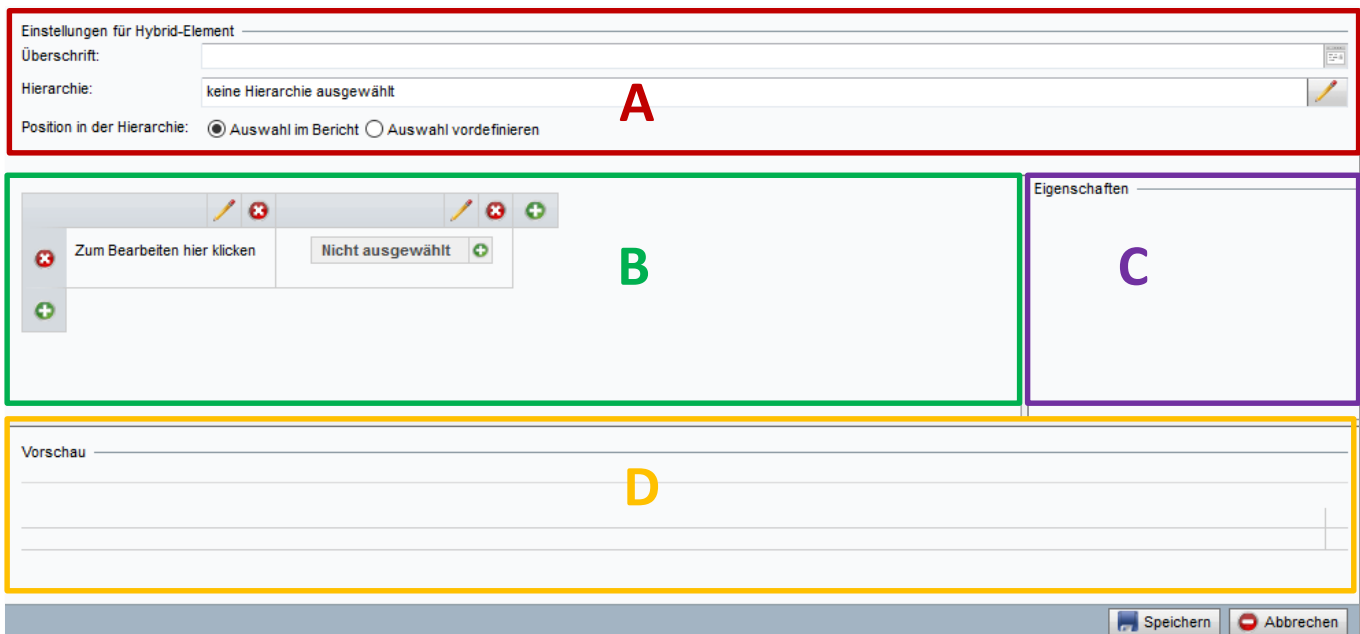 Einstellungen für Hybrid-Element
Überschrift:
Hierarchie:
keine Hierarchie ausgewählt
A
Position in der Hierarchie:
Auswahl im Bericht
Auswahl vordefinieren
Zum Bearbeiten hier klicken
Nicht ausgewählt
B
Eigenschaften
C
Vorschau
D
Speichern
Abbrechen